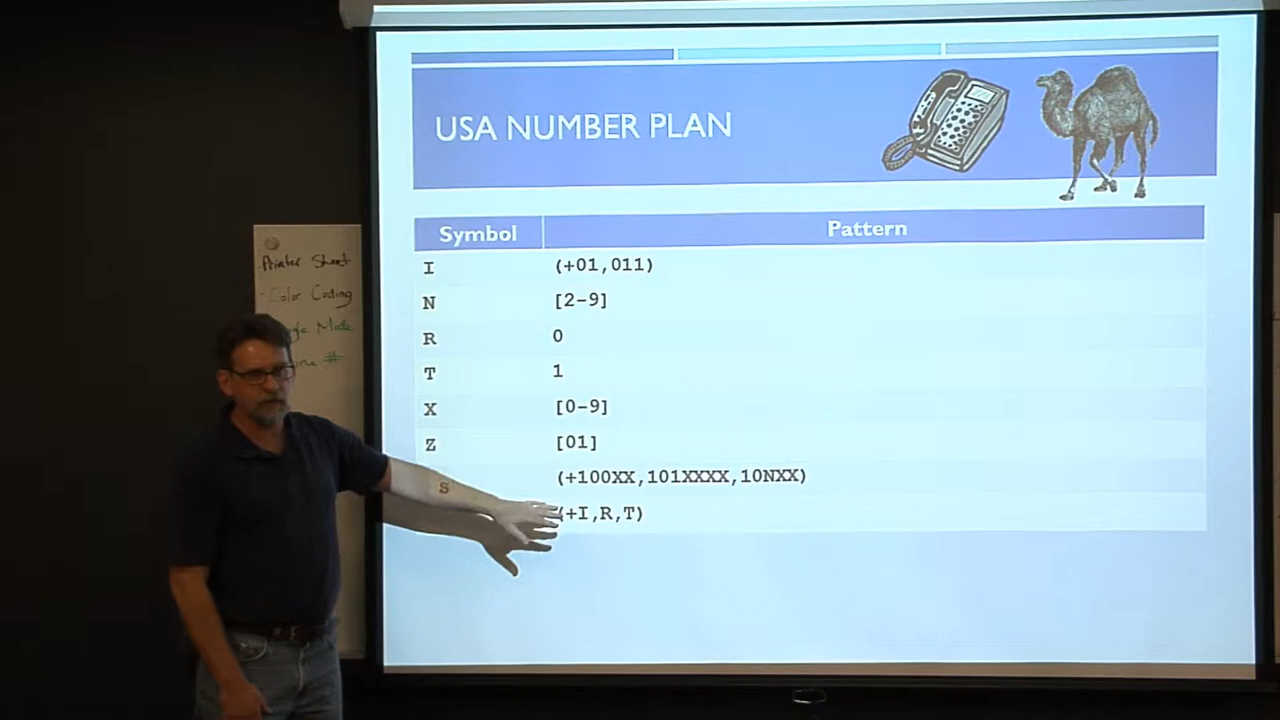 USA NUMBER PLAN
Symbol Pattern
I (+01,011)
N [2-9]
R 0
T 1
X [0-9]
Z [01]
S (+100XX,101XXXX,10NXX)
(+I,R,T)
Printer Sheet
- Color Coding
Mode
#